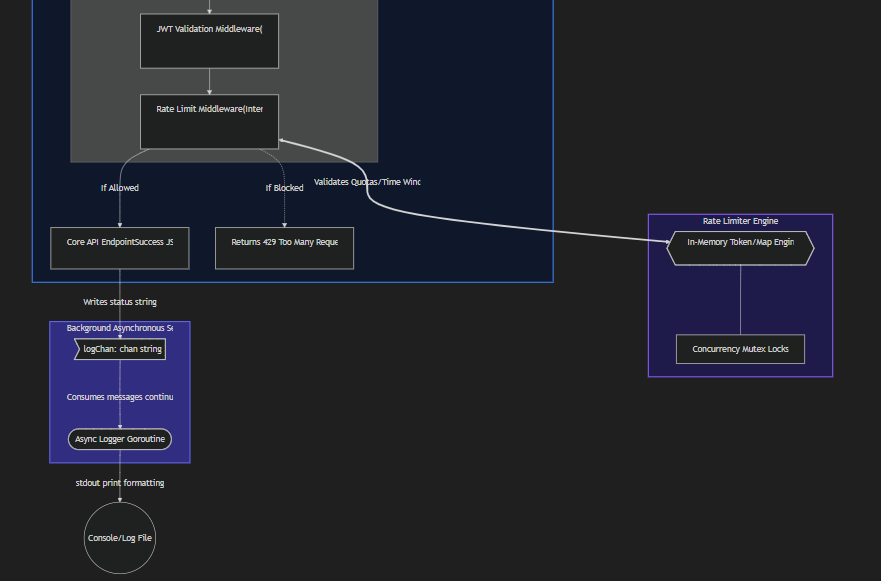 JWT Validation Middleware(
Rate Limit Middleware(Inter
If Allowed
If Blocked
Validates Quotas/Time Winc
Rate Limiter Engine
Core API EndpointSuccess JS
Returns 429 Too Many Reque
In-Memory Token/Map Engin
Writes status string
Background Asynchronous Se
logChan: chan string
Concurrency Mutex Locks
Consumes messages continu
Async Logger Goroutine
stdout print formatting
Console/Log File